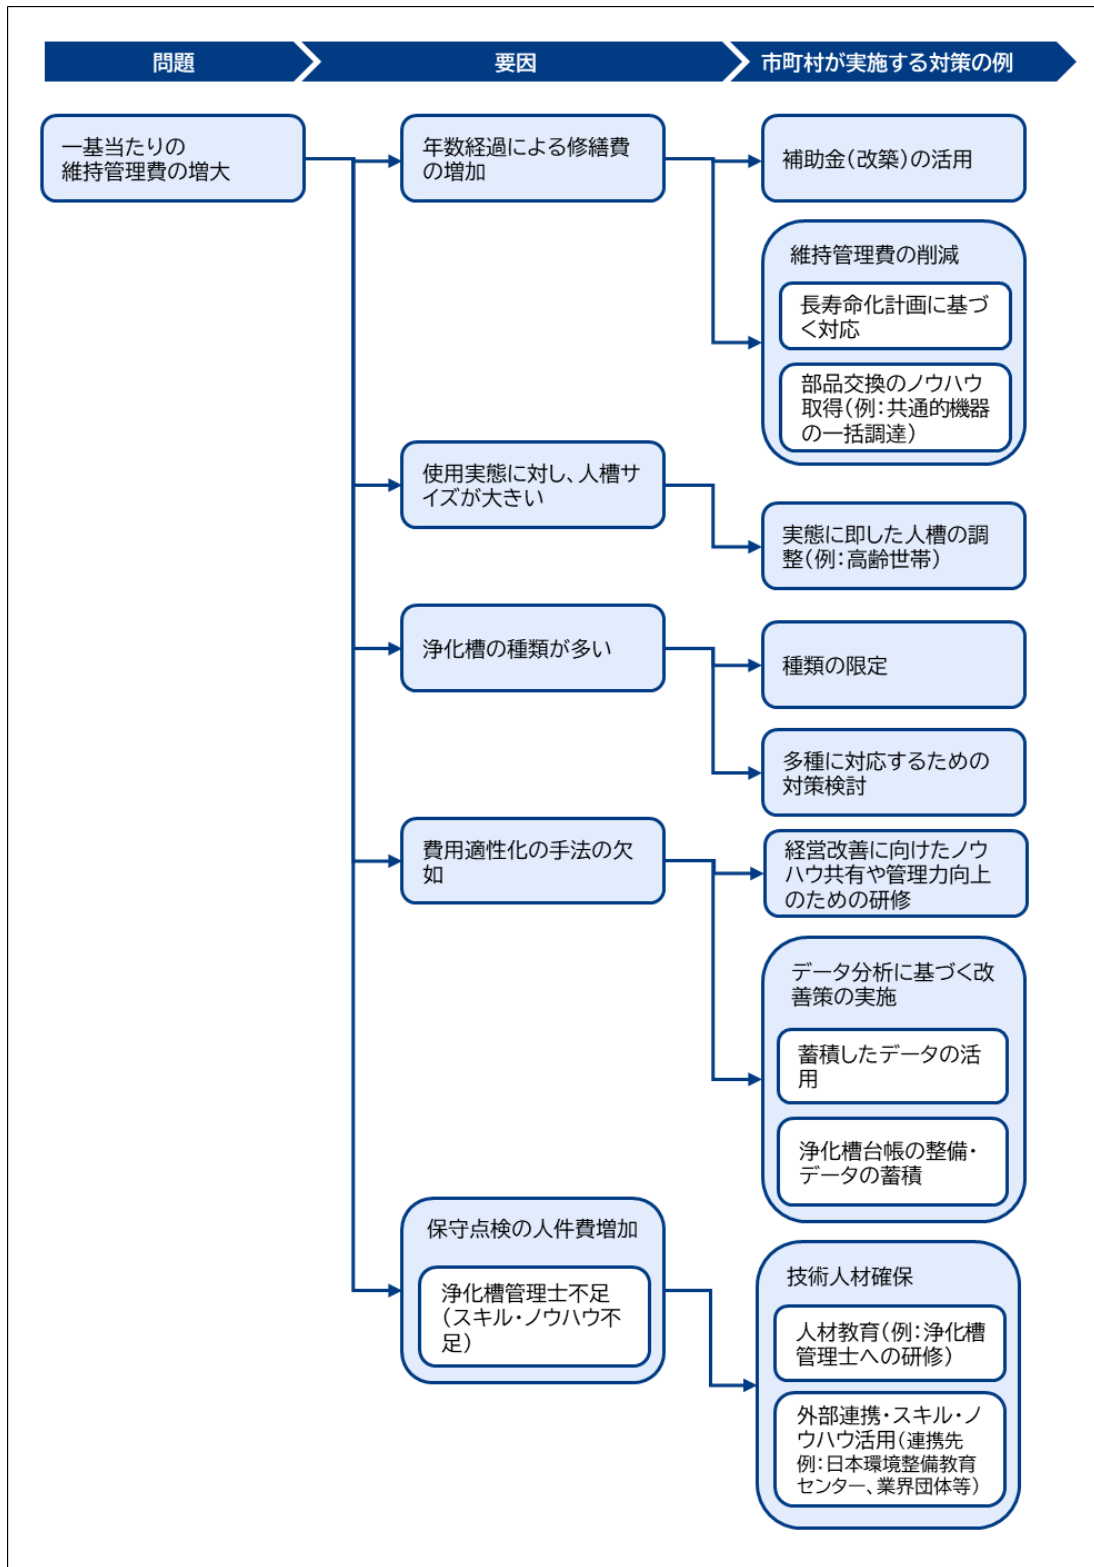 問題
要因
市町村が実施する対策の例
一基当たりの
維持管理費の増大
年数経過による修繕費
の増加
補助金(改築)の活用
維持管理費の削減
長寿命化計画に基づ
く対応
部品交換のノウハウ
取得(例:共通的機器
の一括調達)
使用実態に対し、人槽サ
イズが大きい
実態に即した人槽の調
整(例:高齢世帯)
浄化槽の種類が多い
種類の限定
多種に対応するための
対策検討
費用適性化の手法の欠
如
経営改善に向けたノウ
ハウ共有や管理力向上
のための研修
データ分析に基づく改
善策の実施
蓄積したデータの活
用
浄化槽台帳の整備・
データの蓄積
保守点検の人件費増加
浄化槽管理士不足
(スキル・ノウハウ不
足)
技術人材確保
人材教育(例:浄化槽
管理士への研修)
外部連携・スキル・ノ
ウハウ活用(連携先
例:日本環境整備教育
センター、業界団体等)